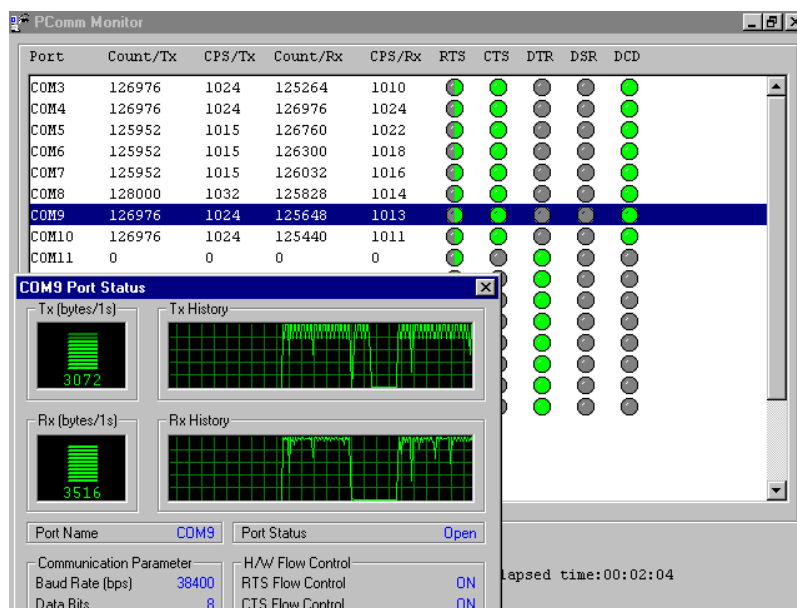 PComm Monitor
Port Count/Tx CPS/Tx Count/Rx CPS/Rx RTS CTS DTR DSR DCD
COM3 126976 1024 125264 1010
COM4 126976 1024 126976 1024
COM5 125952 1015 126760 1022
COM6 125952 1015 126300 1018
COM7 125952 1015 126032 1016
COM8 128000 1032 125828 1014
COM9 126976 1024 125648 1013
COM10 126976 1024 125440 1011
COM11 0 0 0 0
COM9 Port Status
Tx (bytes/1s) Tx History
3072
Rx (bytes/1s) Rx History
3516
Port Name COM9 Port Status Open
Communication Parameter H/W Flow Control
Baud Rate (bps) 38400 RTS Flow Control ON
lapsed time:00:02:04
Data Bits 8 CTS Flow Control ON